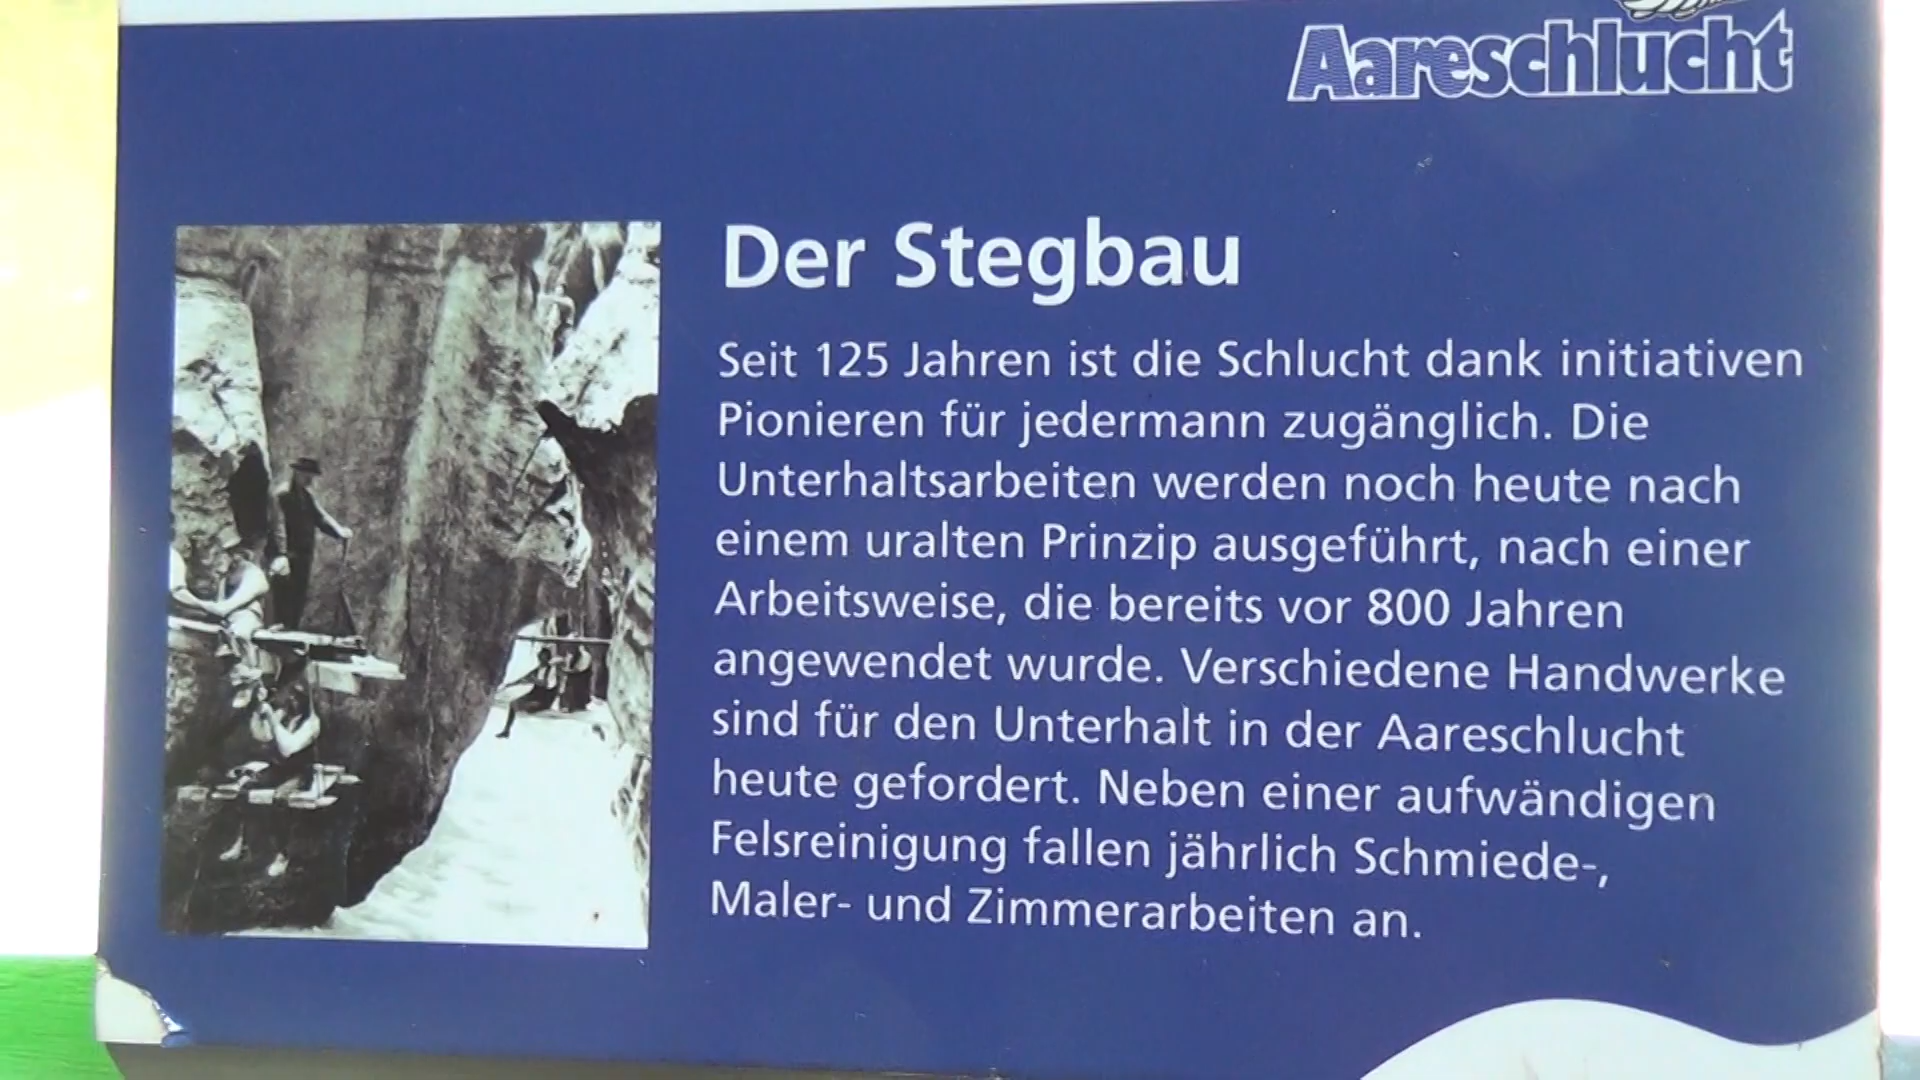 Aareschlucht
Der Stegbau
Seit 125 Jahren ist die Schlucht dank initiativen
Pionieren für jedermann zugänglich. Die
Unterhaltsarbeiten werden noch heute nach
einem uralten Prinzip ausgeführt, nach einer
Arbeitsweise, die bereits vor 800 Jahren
angewendet wurde. Verschiedene Handwerke
sind für den Unterhalt in der Aareschlucht
heute gefordert. Neben einer aufwändigen
Felsreinigung fallen jährlich Schmiede-,
Maler- und Zimmerarbeiten an.